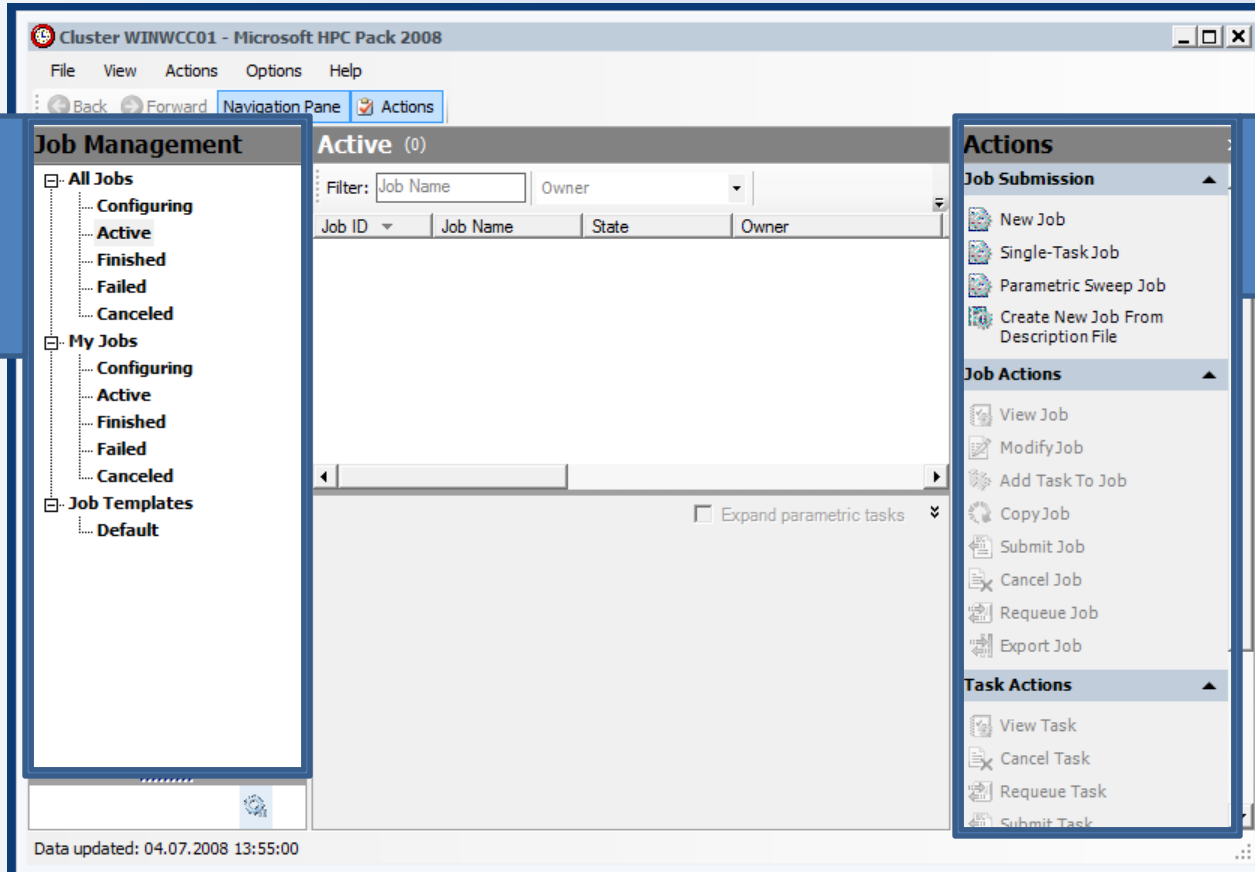 Cluster WINWCC01 - Microsoft HPC Pack 2008
File View Actions Options Help
Back Forward Navigation Pane Actions
Job Management
All Jobs
Configuring
Active
Finished
Failed
Canceled
My Jobs
Configuring
Active
Finished
Failed
Canceled
Job Templates
Default
Active (0)
Filter: Job Name Owner
Job ID Job Name State Owner
Expand parametric tasks
Actions
Job Submission
New Job
Single-Task Job
Parametric Sweep Job
Create New Job From
Description File
Job Actions
View Job
Modify Job
Add Task To Job
Copy Job
Submit Job
Cancel Job
Requeue Job
Export Job
Task Actions
View Task
Cancel Task
Requeue Task
Submit Task
Data updated: 04.07.2008 13:55:00